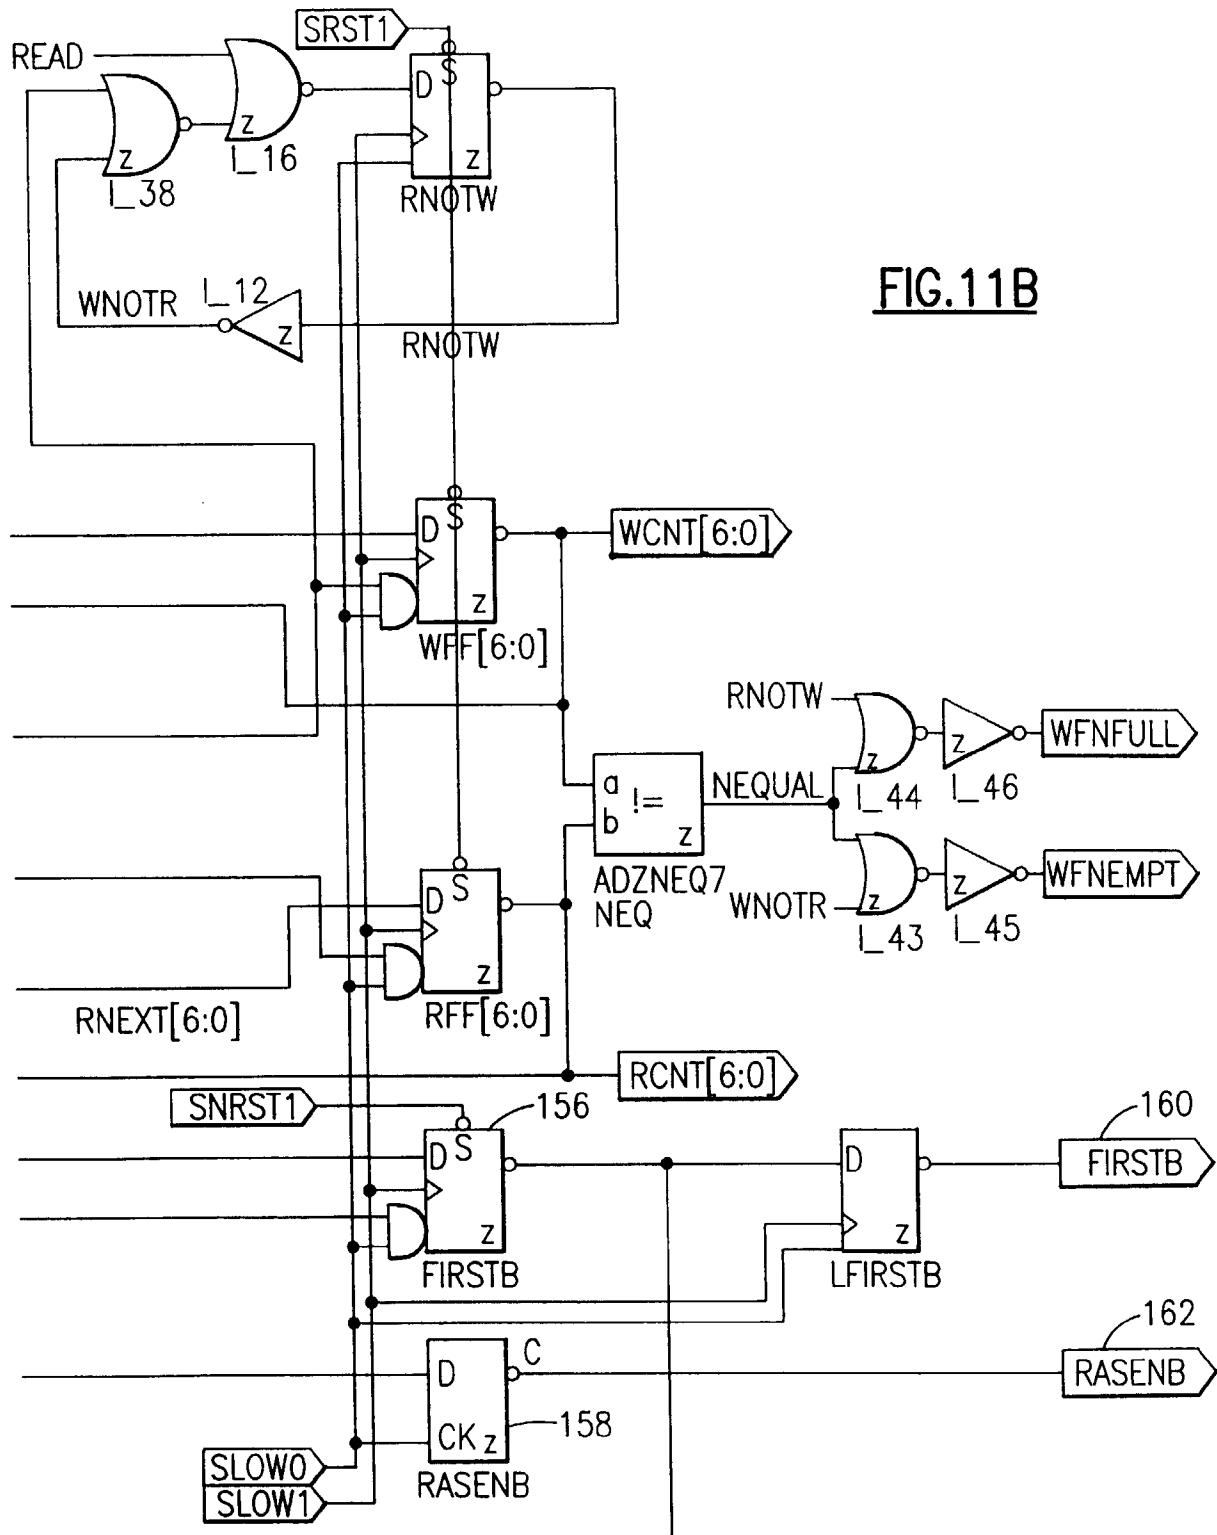 SRST1
READ
S
D
z
z
I_16
z
z
I_38
RNOTW
FIG.11B
I_12
WNOTR
z
RNOTW
S
D
WCNT[6:0]
z
WFF[6:0]
RNOTW
z
z
WFNFULL
I_44
I_46
a
!=
b
z
NEQUAL
ADZNEQ7
NEQ
z
z
WFNEMPT
WNOTR
I_43
I_45
S
D
z
RNEXT[6:0]
RFF[6:0]
RCNT[6:0]
SNRST1
156
160
S
D
D
FIRSTB
z
z
FIRSTB
LFIRSTB
162
C
D
RASENB
158
CK z
SLOW0
RASENB
SLOW1